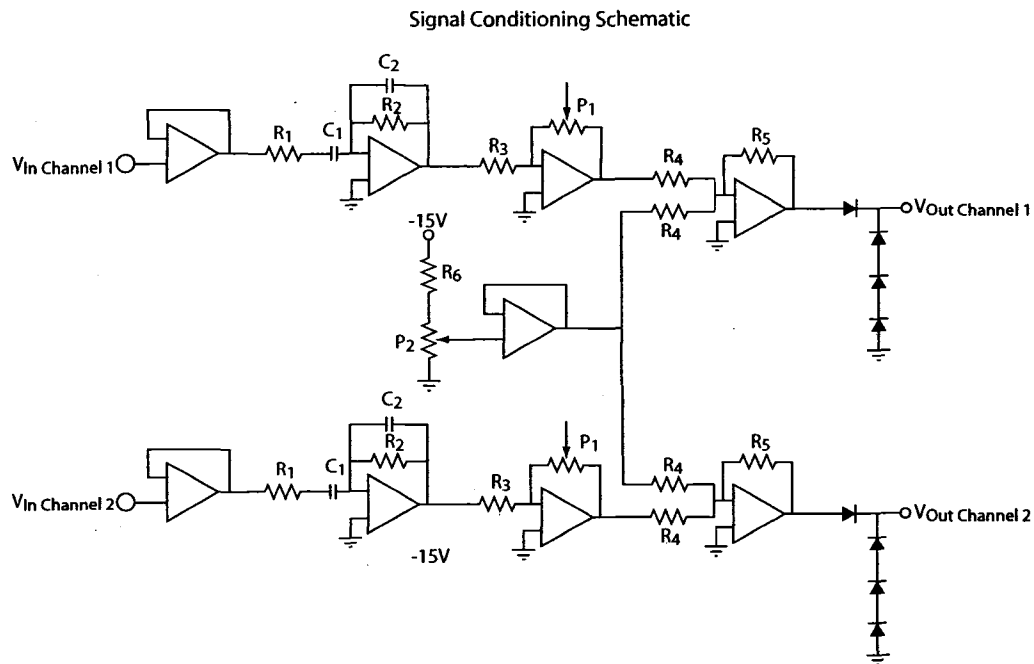 Signal Conditioning Schematic
C2
R2
P1
R1
C1
R3
R4
R5
VIn Channel 1
R4
VOut Channel 1
-15V
R6
P2
C2
R2
P1
R1
C1
R3
R4
R5
VIn Channel 2
R4
VOut Channel 2
-15V